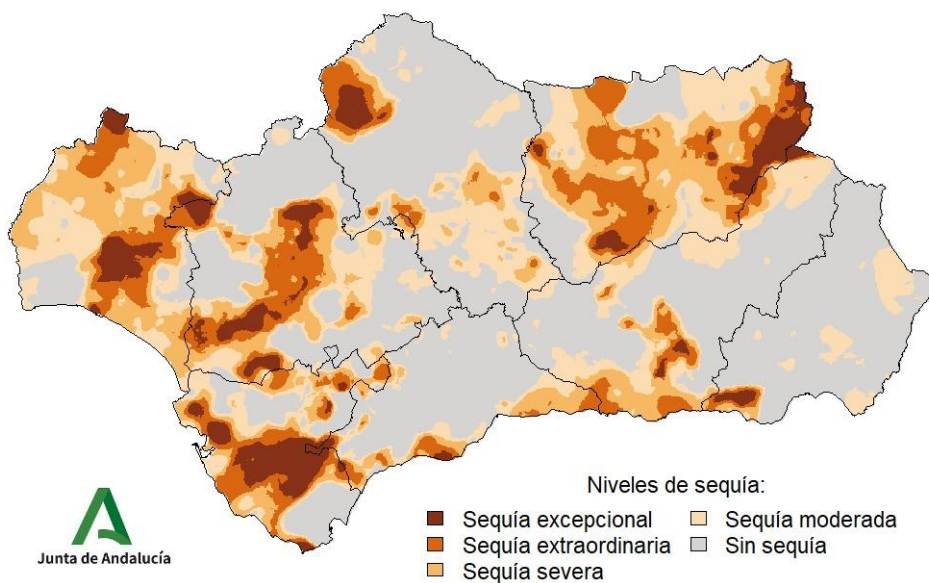 Niveles de sequía:
Sequía excepcional
Sequía extraordinaria
Sequía severa
Sequía moderada
Sin sequía
Junta de Andalucía